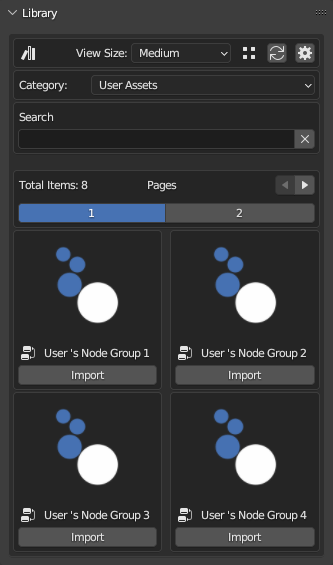 Library
View Size: Medium
Category: User Assets
Search
Total Items: 8 Pages
1 2
User 's Node Group 1 User 's Node Group 2
Import Import
User 's Node Group 3 User 's Node Group 4
Import Import